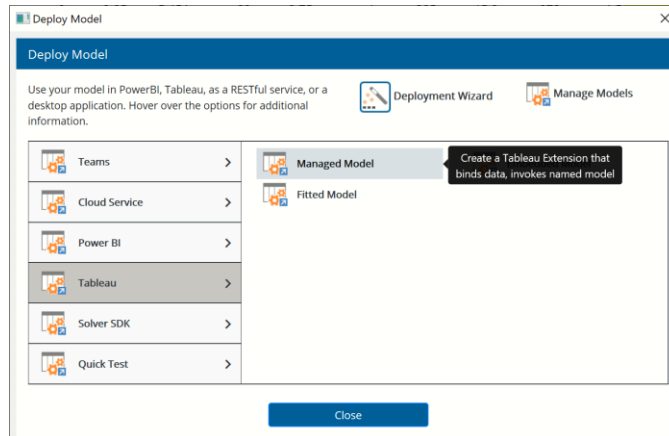 Deploy Model
Deploy Model
Use your model in PowerBI, Tableau, as a RESTful service, or a
desktop application. Hover over the options for additional
information.
Deployment Wizard
Manage Models
Teams
Cloud Service
Power BI
Tableau
Solver SDK
Quick Test
Managed Model
Create a Tableau Extension that
binds data, invokes named model
Fitted Model
Close